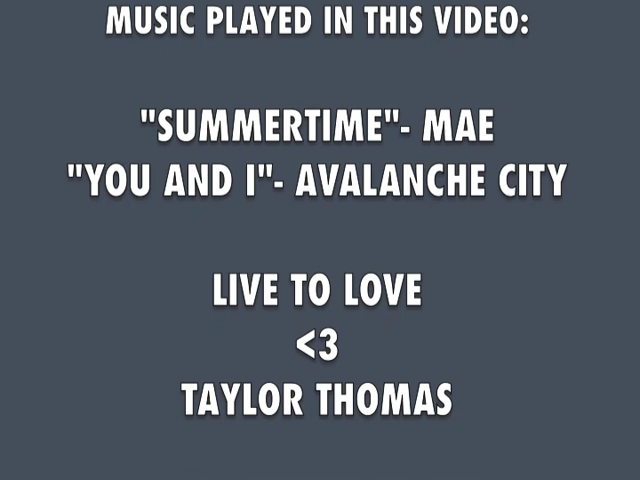 MUSIC PLAYED IN THIS VIDEO:
"SUMMERTIME"- MAE
"YOU AND I"- AVALANCHE CITY
LIVE TO LOVE
<3
TAYLOR THOMAS